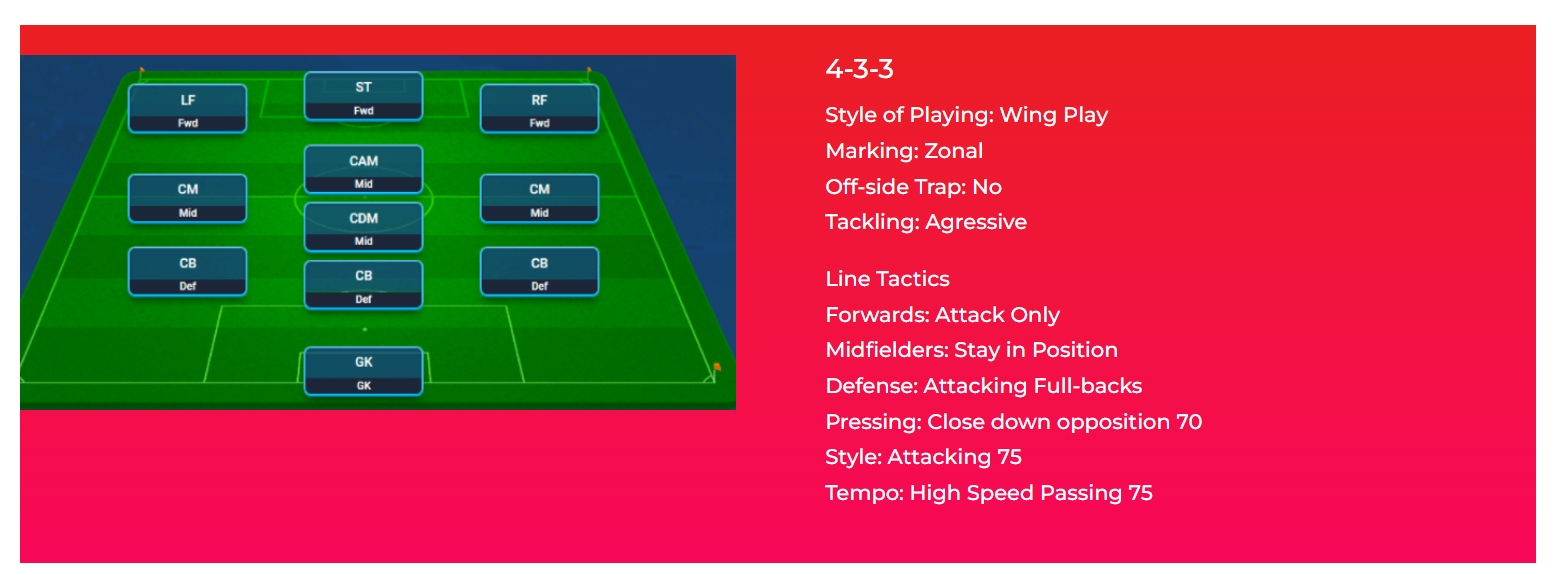 ST
Fwd
LF
Fwd
RF
Fwd
CAM
Mid
CM
Mid
CM
Mid
CDM
Mid
CB
Def
CB
Def
CB
Def
GK
GK
4-3-3
Style of Playing: Wing Play
Marking: Zonal
Off-side Trap: No
Tackling: Agressive
Line Tactics
Forwards: Attack Only
Midfielders: Stay in Position
Defense: Attacking Full-backs
Pressing: Close down opposition 70
Style: Attacking 75
Tempo: High Speed Passing 75